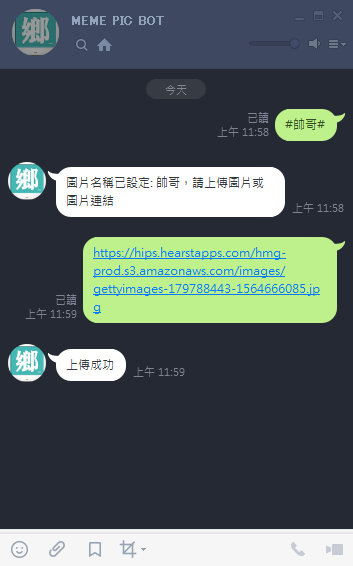 鄉
MEME PIC BOT
今天
已讀
上午 11:58
#帥哥#
鄉
圖片名稱已設定: 帥哥，請上傳圖片或
圖片連結
上午 11:58
https://hips.hearstapps.com/hmg-
prod.s3.amazonaws.com/images/
gettyimages-179788443-1564666085.jp
g
已讀
上午 11:59
鄉
上傳成功
上午 11:59